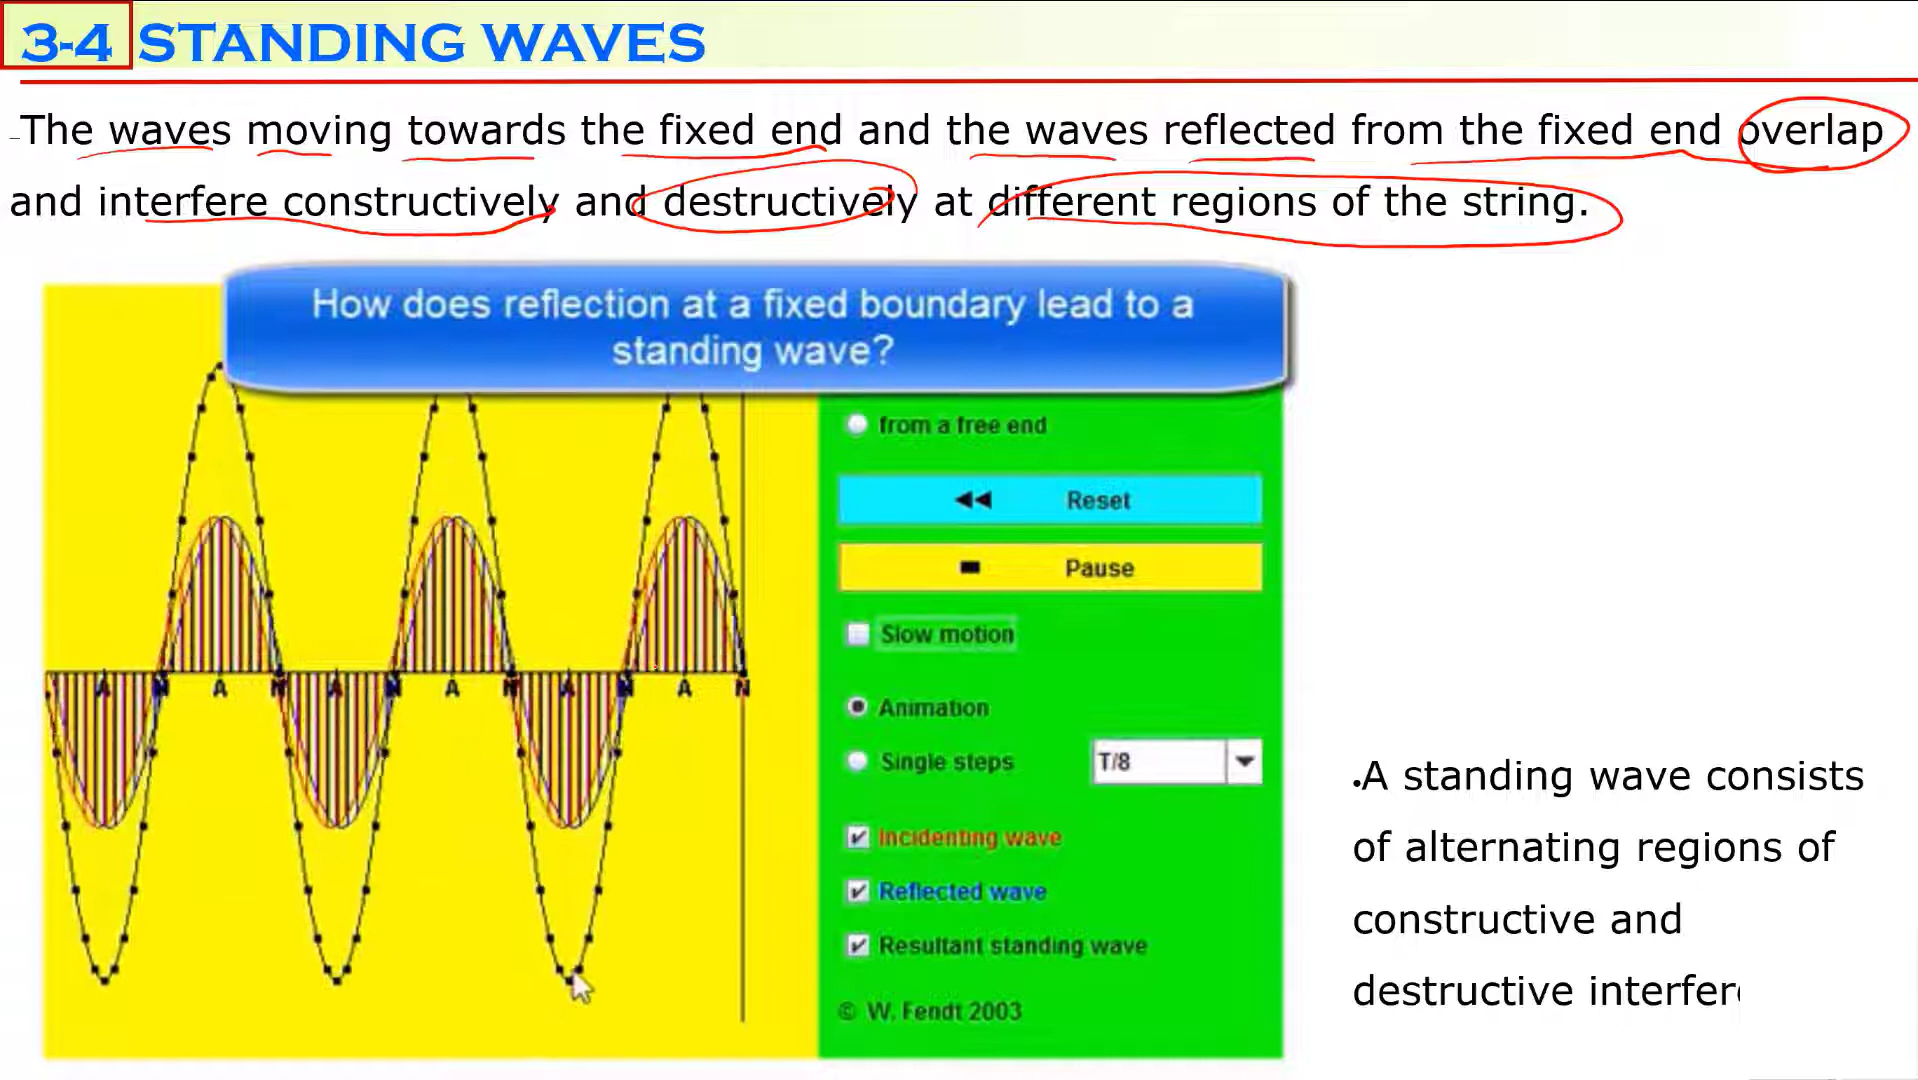 3-4 STANDING WAVES
-The waves moving towards the fixed end and the waves reflected from the fixed end overlap
and interfere constructively and destructively at different regions of the string.
How does reflection at a fixed boundary lead to a
standing wave?
from a free end
Reset
Pause
Slow motion
Animation
Single steps T/8
A N A N A N A N A N A N
Incidenting wave
Reflected wave
Resultant standing wave
© W. Fendt 2003
•A standing wave consists
of alternating regions of
constructive and
destructive interfer